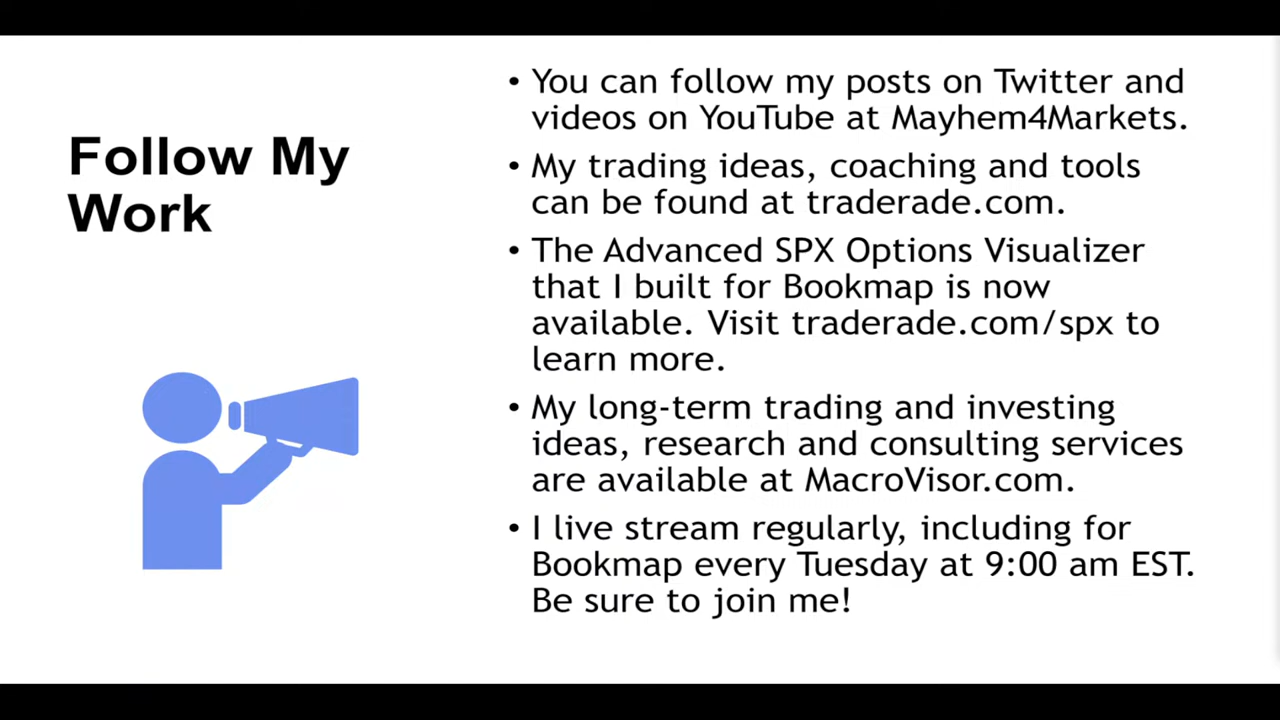 Follow My
Work
• You can follow my posts on Twitter and
videos on YouTube at Mayhem4Markets.
• My trading ideas, coaching and tools
can be found at traderade.com.
• The Advanced SPX Options Visualizer
that I built for Bookmap is now
available. Visit traderade.com/spx to
learn more.
• My long-term trading and investing
ideas, research and consulting services
are available at MacroVisor.com.
• I live stream regularly, including for
Bookmap every Tuesday at 9:00 am EST.
Be sure to join me!